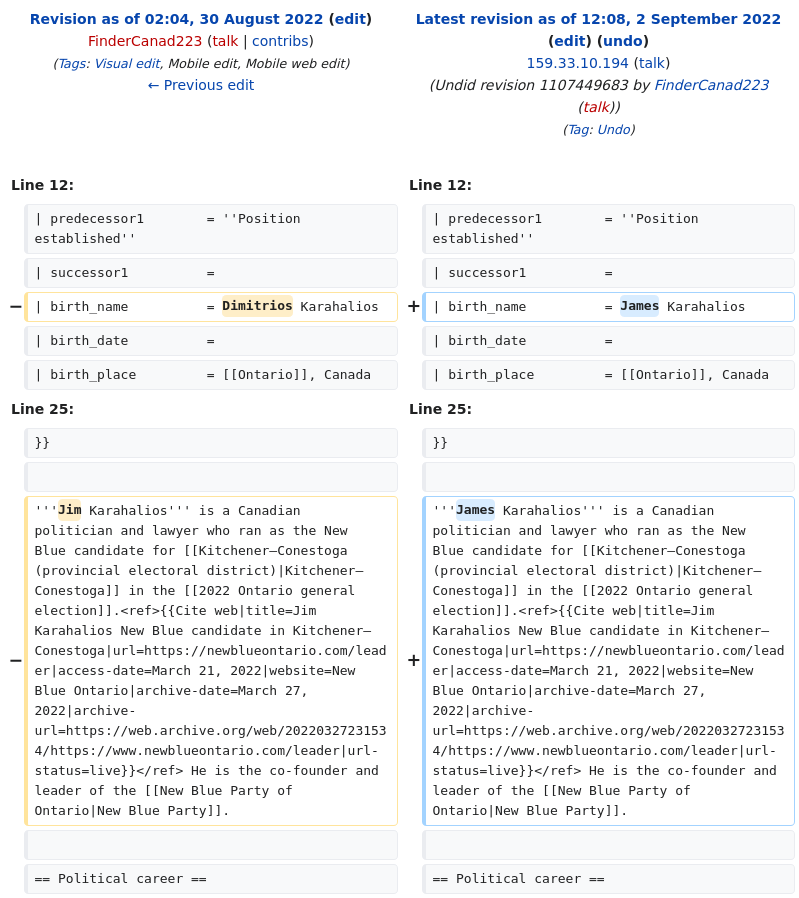 Revision as of 02:04, 30 August 2022 (edit)
FinderCanad223 (talk | contribs)
(Tags: Visual edit, Mobile edit, Mobile web edit)
← Previous edit
Latest revision as of 12:08, 2 September 2022
(edit) (undo)
159.33.10.194 (talk)
(Undid revision 1107449683 by FinderCanad223
(talk))
(Tag: Undo)
Line 12:
| predecessor1        = ''Position
established''
| successor1          =
− | birth_name          = Dimitrios Karahalios
| birth_date          =
| birth_place         = [[Ontario]], Canada
Line 25:
}}
− '''Jim Karahalios''' is a Canadian
politician and lawyer who ran as the New
Blue candidate for [[Kitchener–Conestoga
(provincial electoral district)|Kitchener–
Conestoga]] in the [[2022 Ontario general
election]].<ref>{{Cite web|title=Jim
Karahalios New Blue candidate in Kitchener–
Conestoga|url=https://newblueontario.com/lead
er|access-date=March 21, 2022|website=New
Blue Ontario|archive-date=March 27,
2022|archive-
url=https://web.archive.org/web/2022032723153
4/https://www.newblueontario.com/leader|url-
status=live}}</ref> He is the co-founder and
leader of the [[New Blue Party of
Ontario|New Blue Party]].
== Political career ==
Line 12:
| predecessor1        = ''Position
established''
| successor1          =
+ | birth_name          = James Karahalios
| birth_date          =
| birth_place         = [[Ontario]], Canada
Line 25:
}}
+ '''James Karahalios''' is a Canadian
politician and lawyer who ran as the New
Blue candidate for [[Kitchener–Conestoga
(provincial electoral district)|Kitchener–
Conestoga]] in the [[2022 Ontario general
election]].<ref>{{Cite web|title=Jim
Karahalios New Blue candidate in Kitchener–
Conestoga|url=https://newblueontario.com/lead
er|access-date=March 21, 2022|website=New
Blue Ontario|archive-date=March 27,
2022|archive-
url=https://web.archive.org/web/2022032723153
4/https://www.newblueontario.com/leader|url-
status=live}}</ref> He is the co-founder and
leader of the [[New Blue Party of
Ontario|New Blue Party]].
== Political career ==